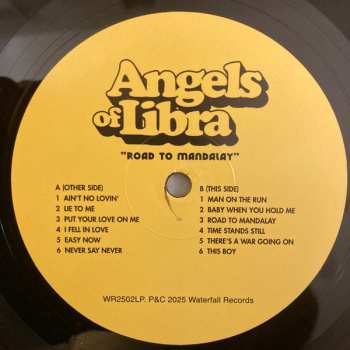 Angels
of Libra
"ROAD TO MANDALAY"
A (OTHER SIDE)
1 AIN'T NO LOVIN'
2 LIE TO ME
3 PUT YOUR LOVE ON ME
4 I FELL IN LOVE
5 EASY NOW
6 NEVER SAY NEVER
B (THIS SIDE)
1 MAN ON THE RUN
2 BABY WHEN YOU HOLD ME
3 ROAD TO MANDALAY
4 TIME STANDS STILL
5 THERE'S A WAR GOING ON
6 THIS BOY
WR2502LP. P&C 2025 Waterfall Records